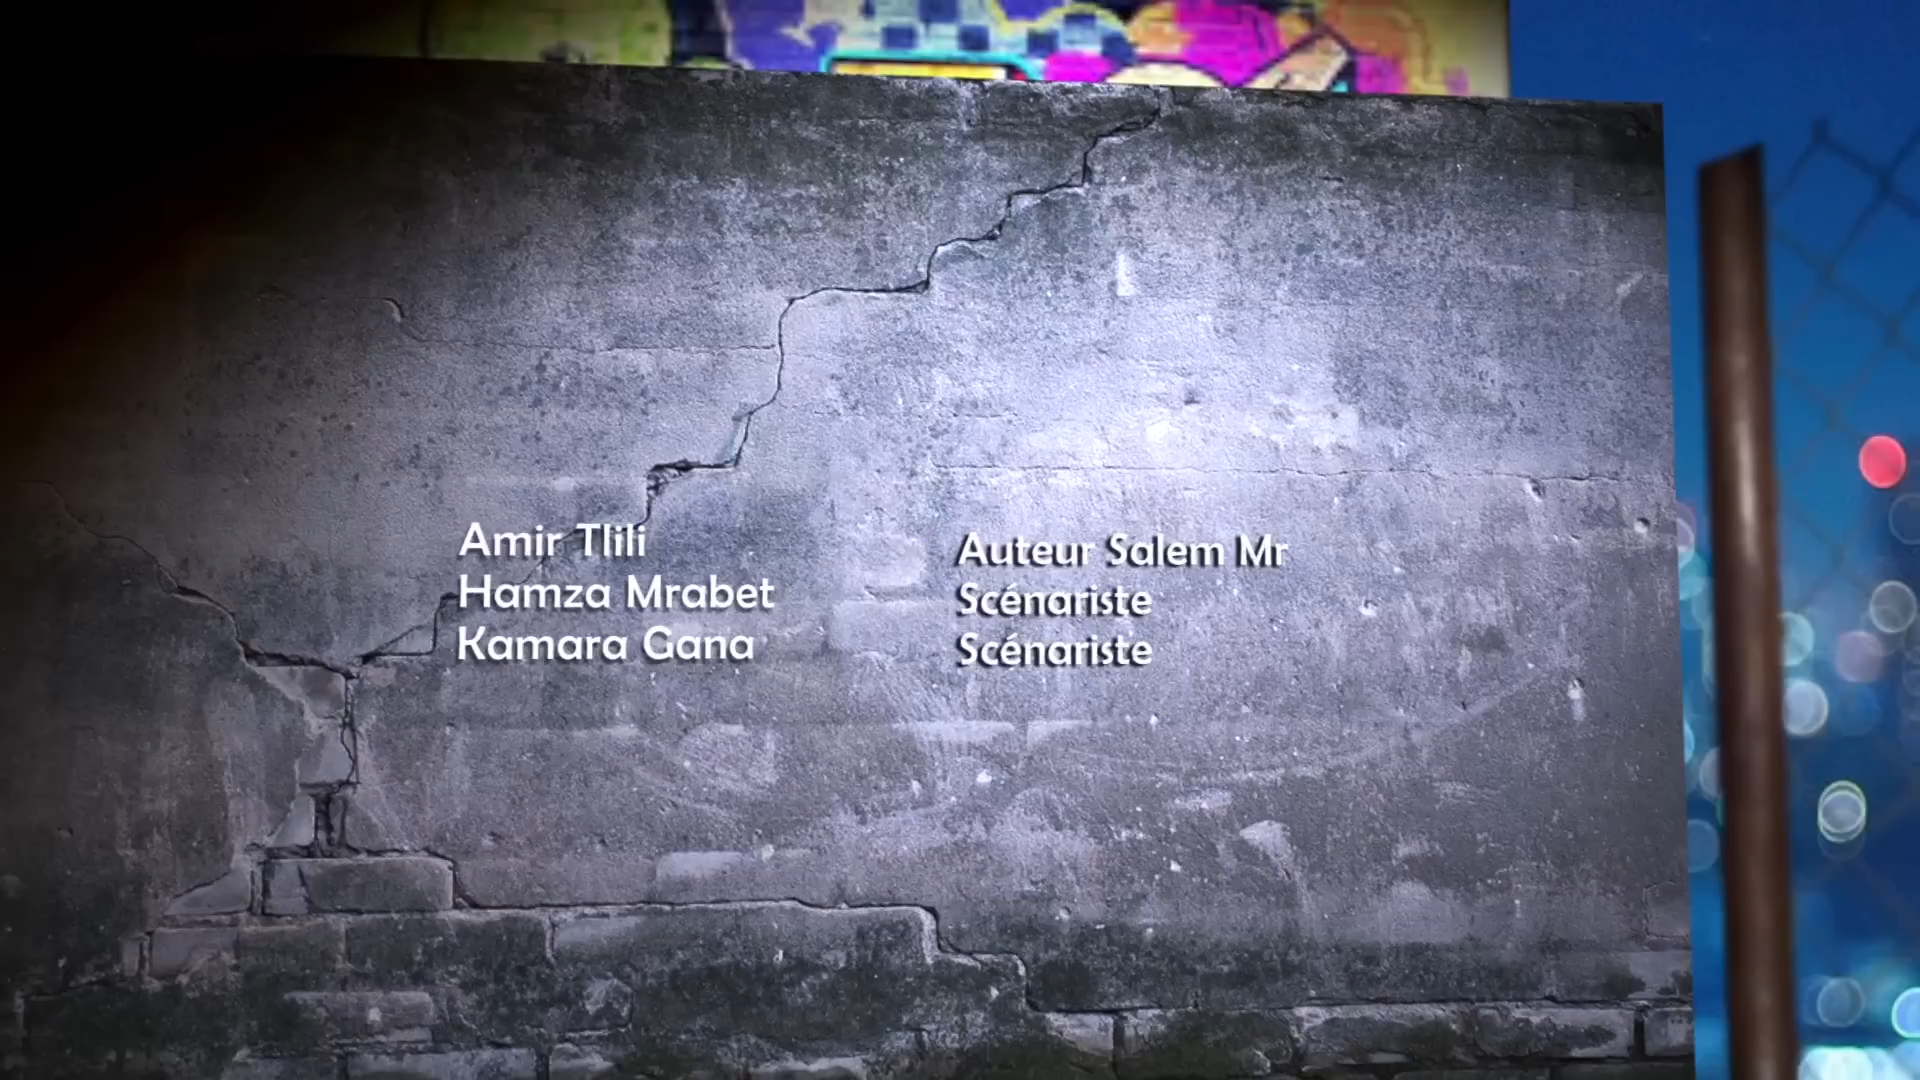 Amir Tlili
Hamza Mrabet
Kamara Gana
Auteur Salem Mr
Scénariste
Scénariste